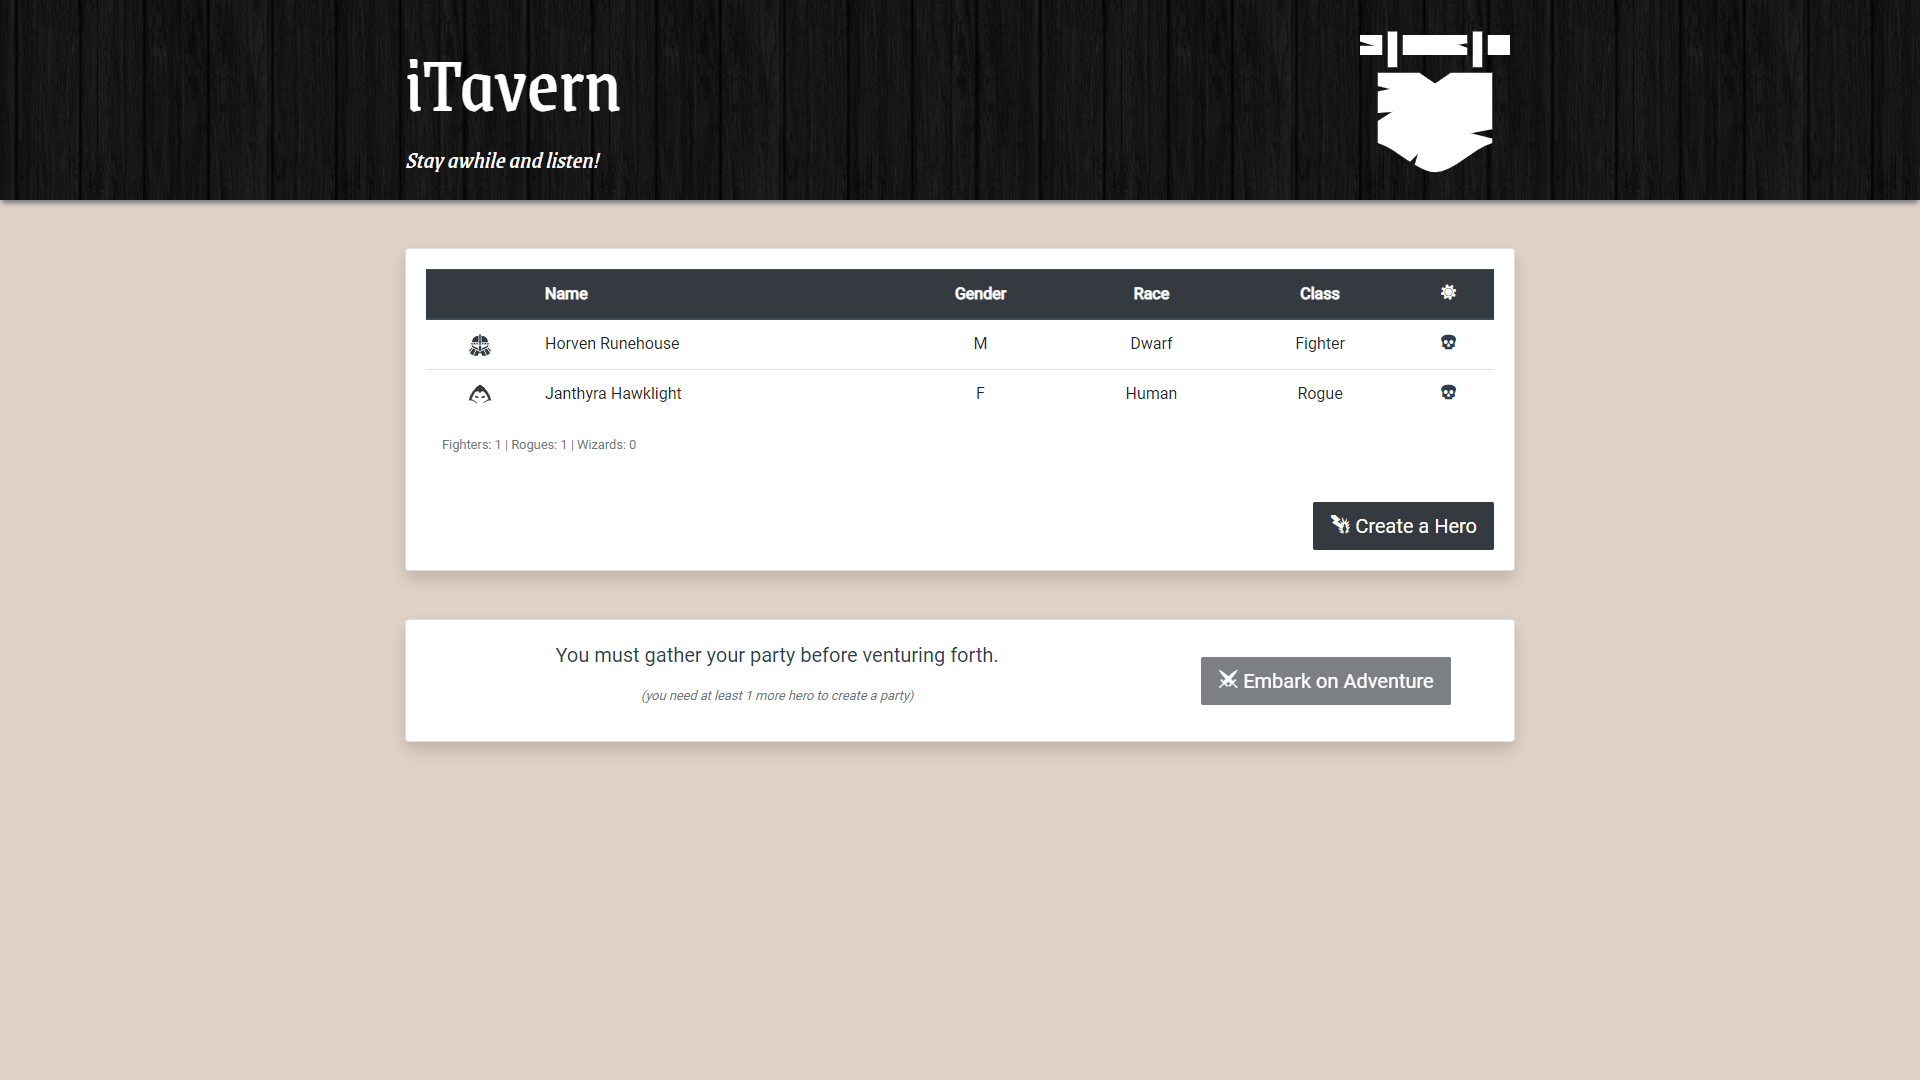 iTavern
Stay awhile and listen!
Name Gender Race Class
Horven Runehouse M Dwarf Fighter
Janthyra Hawklight F Human Rogue
Fighters: 1 | Rogues: 1 | Wizards: 0
Create a Hero
You must gather your party before venturing forth.
(you need at least 1 more hero to create a party)
Embark on Adventure